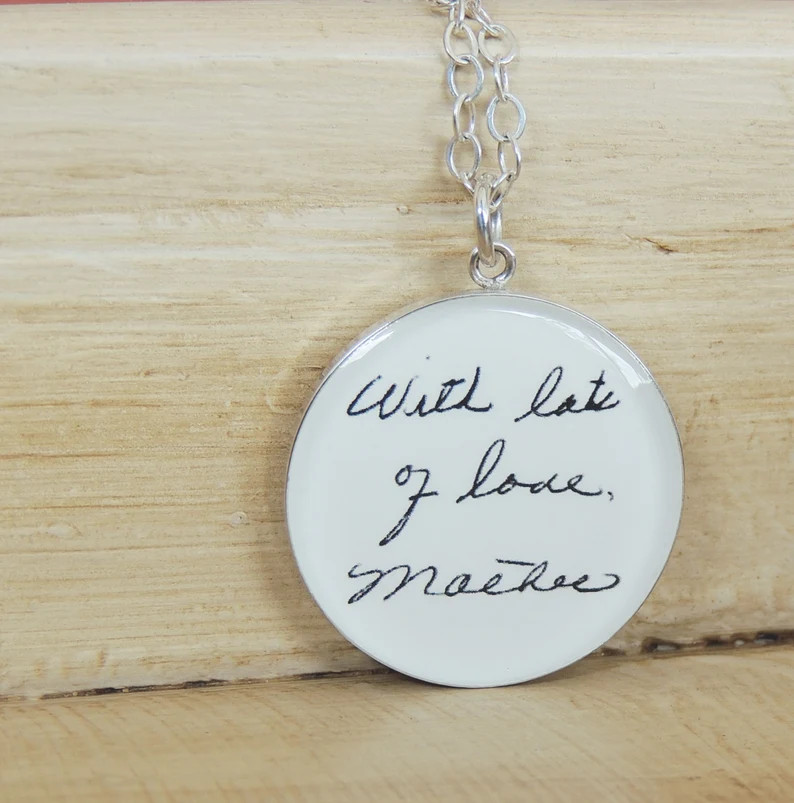 With lots
of love,
Mother